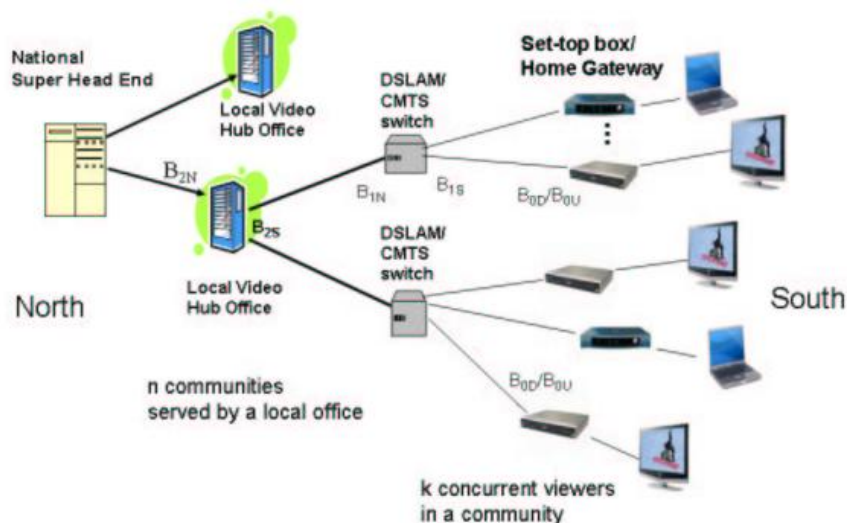 National
Super Head End
Local Video
Hub Office
DSLAM/
CMTS
switch
Set-top box/
Home Gateway
B2N
B1N
B1S
B0D/B0U
B2S
Local Video
Hub Office
DSLAM/
CMTS
switch
North
South
B0D/B0U
n communities
served by a local office
k concurrent viewers
in a community